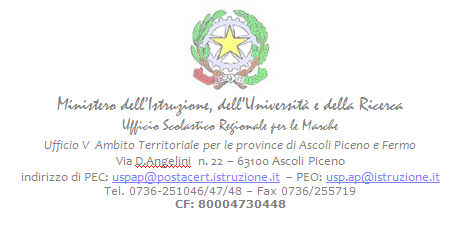 Ministero dell'Istruzione, dell'Università e della Ricerca
Ufficio Scolastico Regionale per le Marche
Ufficio V Ambito Territoriale per le province di Ascoli Piceno e Fermo
Via D.Angelini n. 22 – 63100 Ascoli Piceno
indirizzo di PEC: uspap@postacert.istruzione.it – PEO: usp.ap@istruzione.it
Tel. 0736-251046/47/48 – Fax 0736/255719
CF: 80004730448